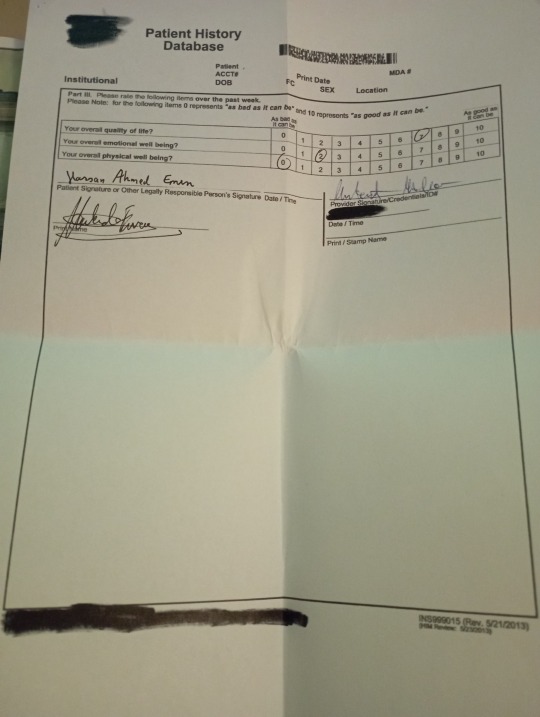 Patient History
Database
Patient
ACCT#
DOB
Institutional
FC
Print Date
SEX
MDA #
Location
Part III. Please rate the following items over the past week.
Please Note: for the following items 0 represents "as bad as it can be" and 10 represents "as good as it can be."
As bad as it can be
As good as it can be
Your overall quality of life? 0 1 2 3 4 5 6 7 8 9 10
Your overall emotional well being? 0 1 2 3 4 5 6 7 8 9 10
Your overall physical well being? 0 1 2 3 4 5 6 7 8 9 10
Ahmed
Patient Signature or Other Legally Responsible Person's Signature Date / Time
Print Name
Provider Signature/Credentials/ID#
Date / Time
Print / Stamp Name
INS999015 (Rev. 5/21/2013)